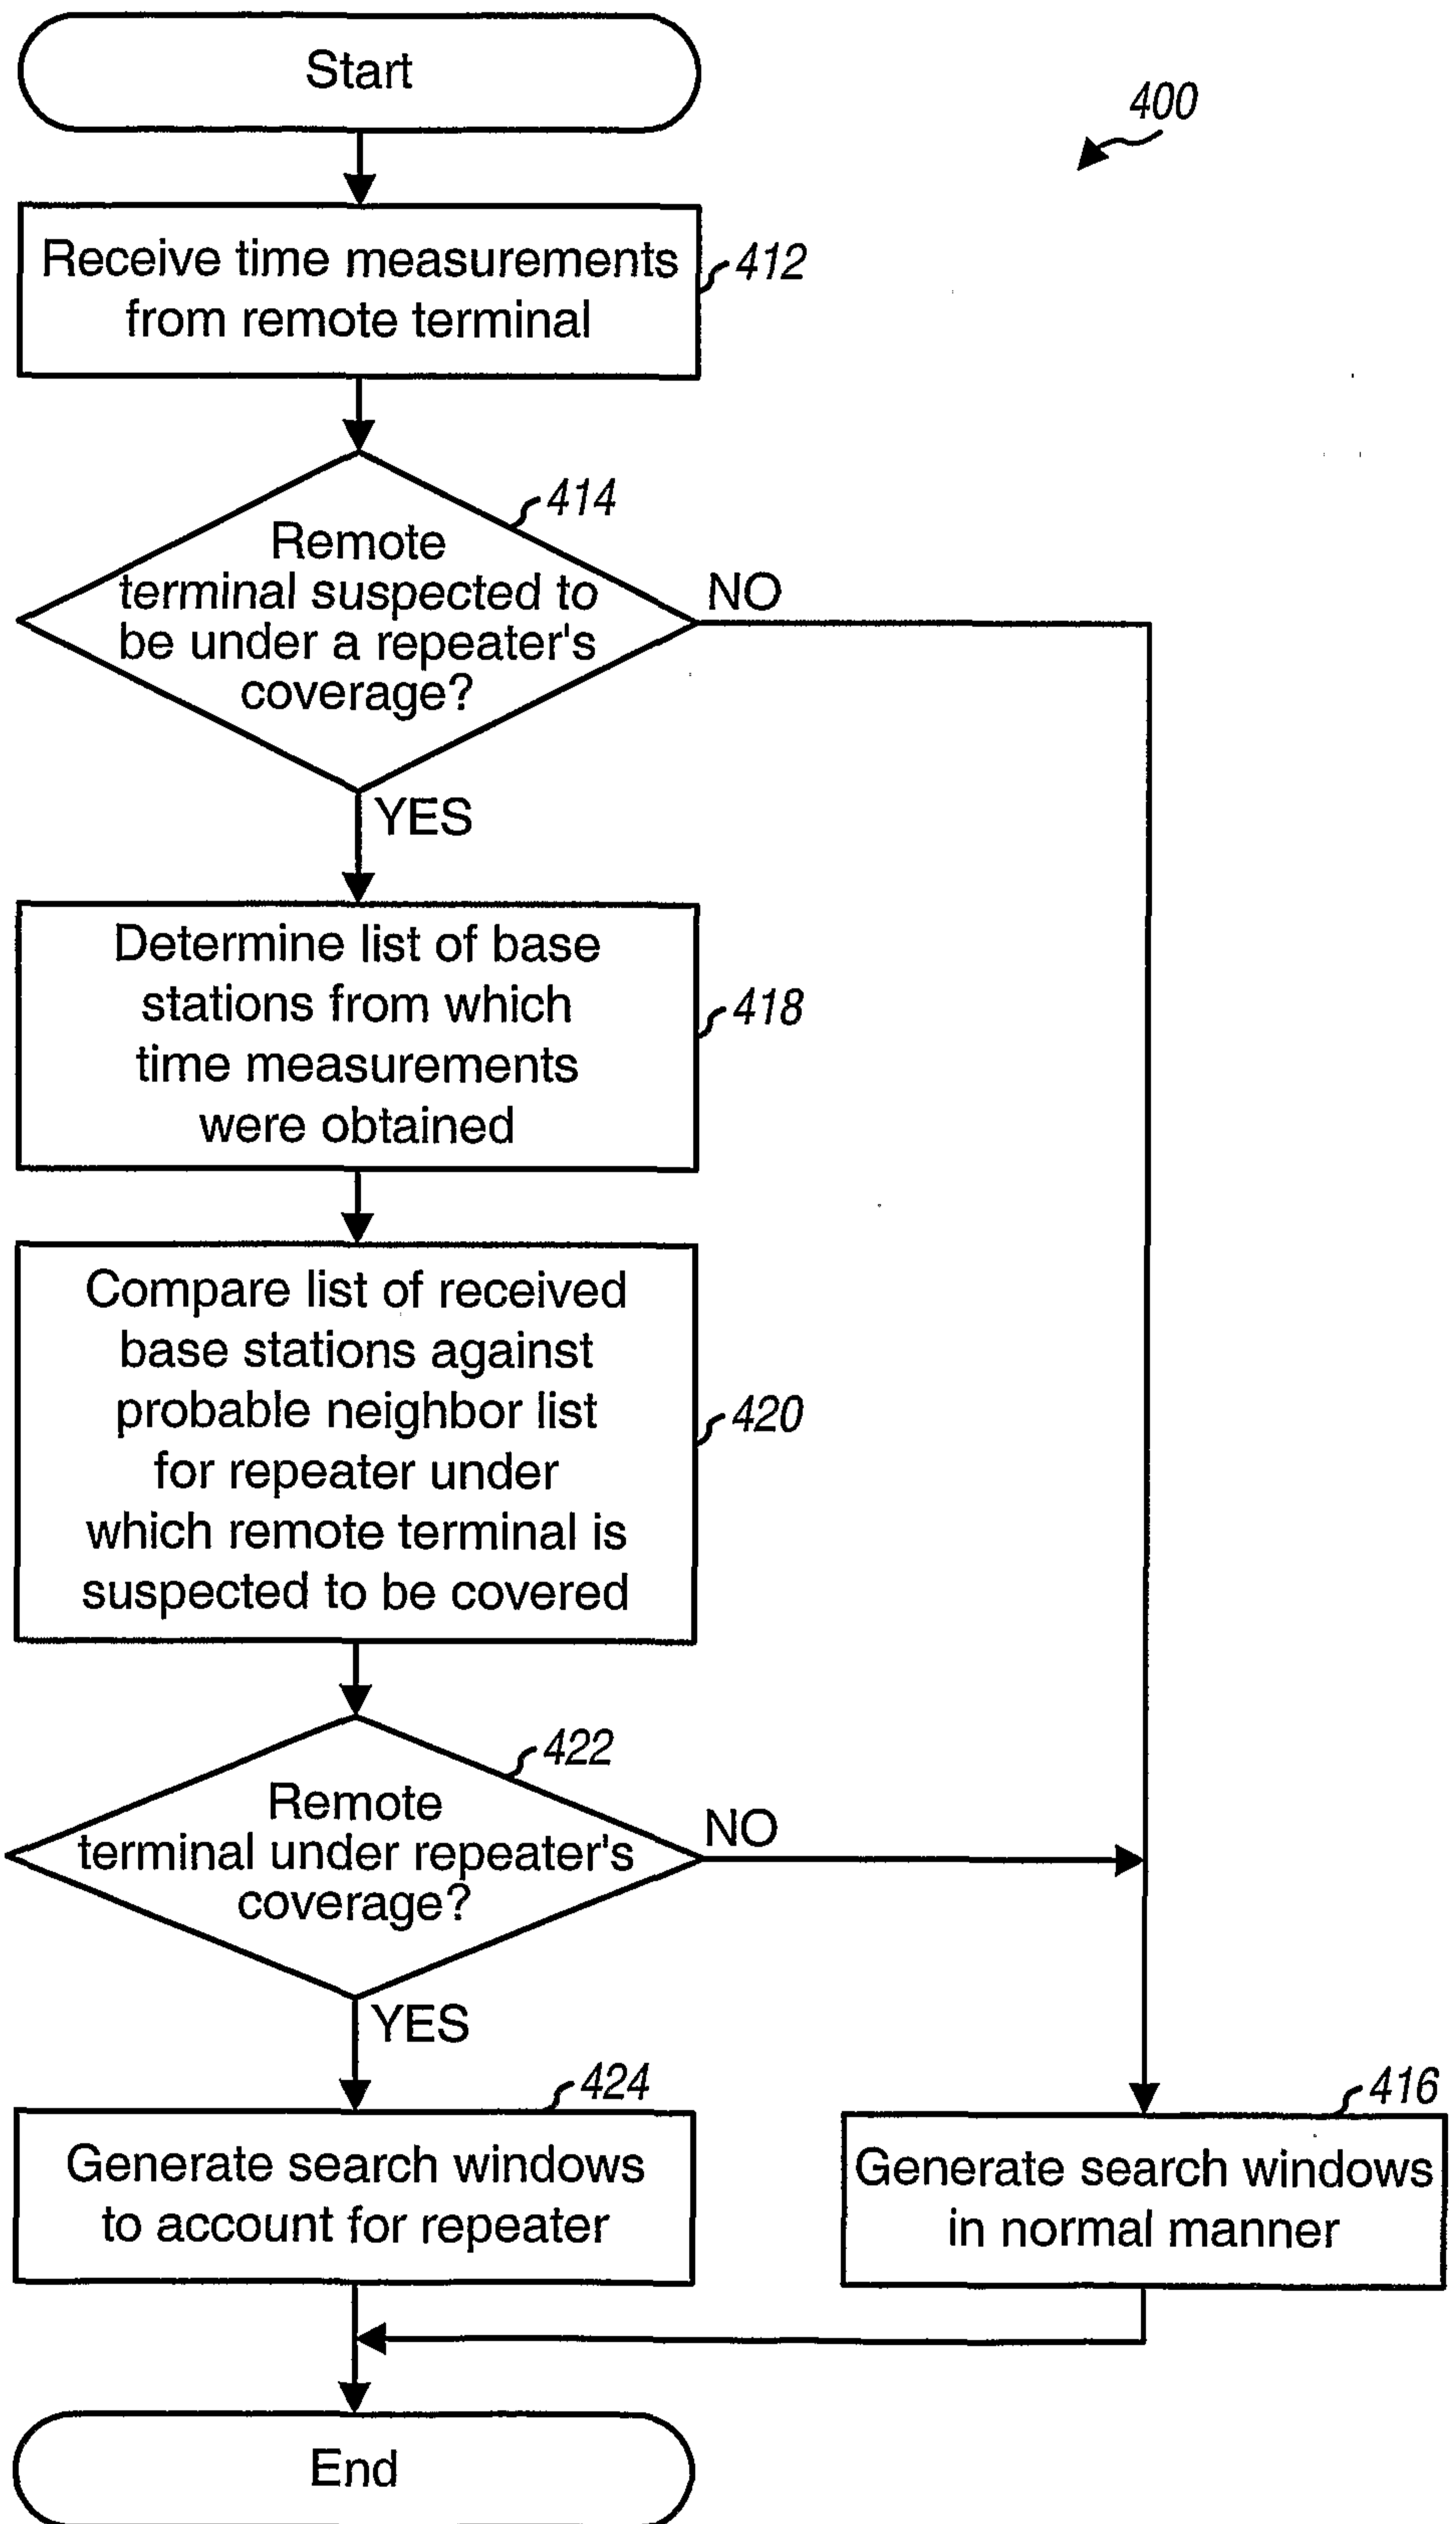 Start
400
Receive time measurements
from remote terminal
412
414
Remote
terminal suspected to
be under a repeater's
coverage?
NO
YES
Determine list of base
stations from which
time measurements
were obtained
418
Compare list of received
base stations against
probable neighbor list
for repeater under
which remote terminal is
suspected to be covered
420
422
Remote
terminal under repeater's
coverage?
NO
YES
424
Generate search windows
to account for repeater
416
Generate search windows
in normal manner
End